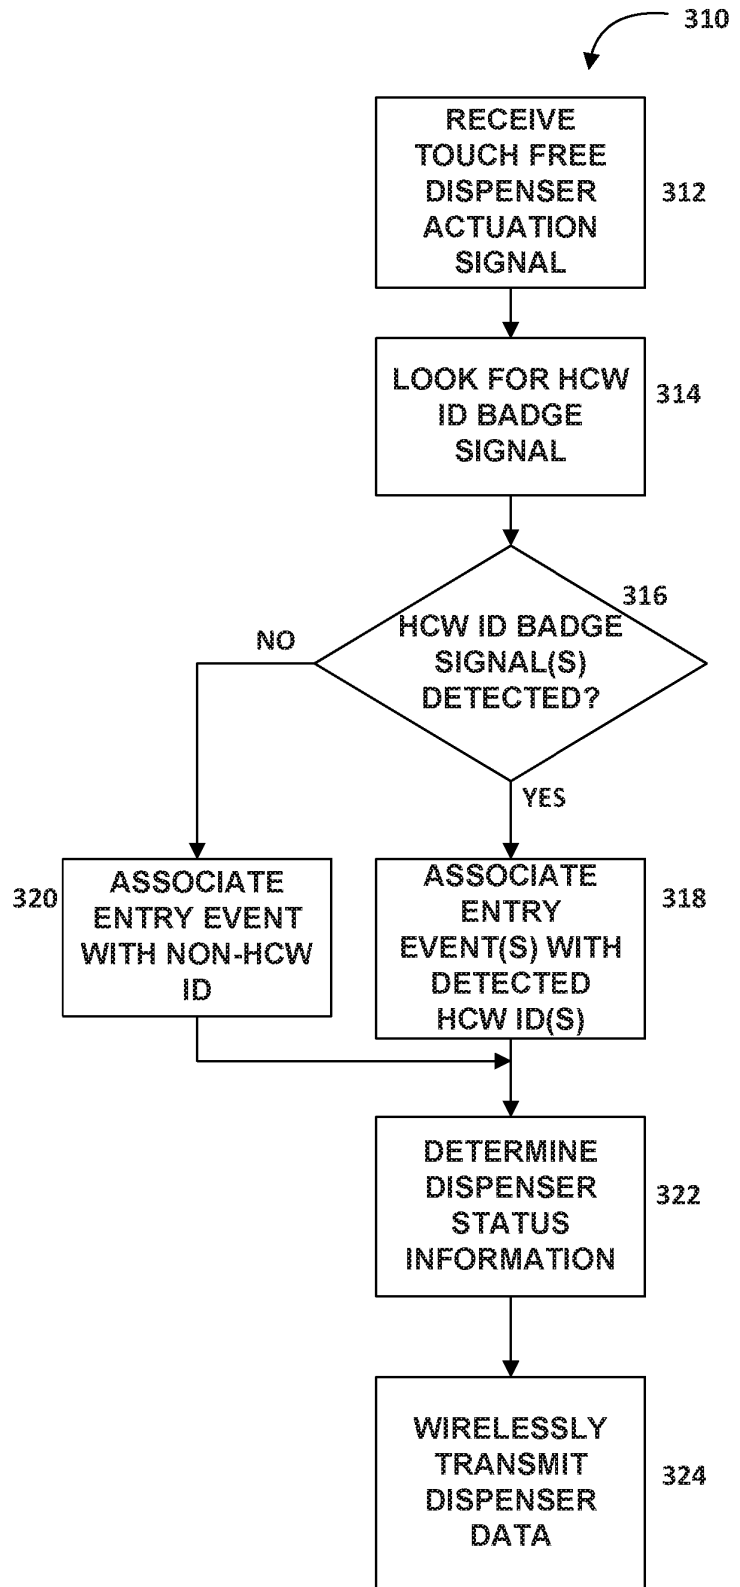 310
RECEIVE
TOUCH FREE
DISPENSER
ACTUATION
SIGNAL
312
LOOK FOR HCW
ID BADGE
SIGNAL
314
316
HCW ID BADGE
SIGNAL(S)
DETECTED?
NO
YES
320
ASSOCIATE
ENTRY EVENT
WITH NON-HCW
ID
ASSOCIATE
ENTRY
EVENT(S) WITH
DETECTED
HCW ID(S)
318
DETERMINE
DISPENSER
STATUS
INFORMATION
322
WIRELESSLY
TRANSMIT
DISPENSER
DATA
324